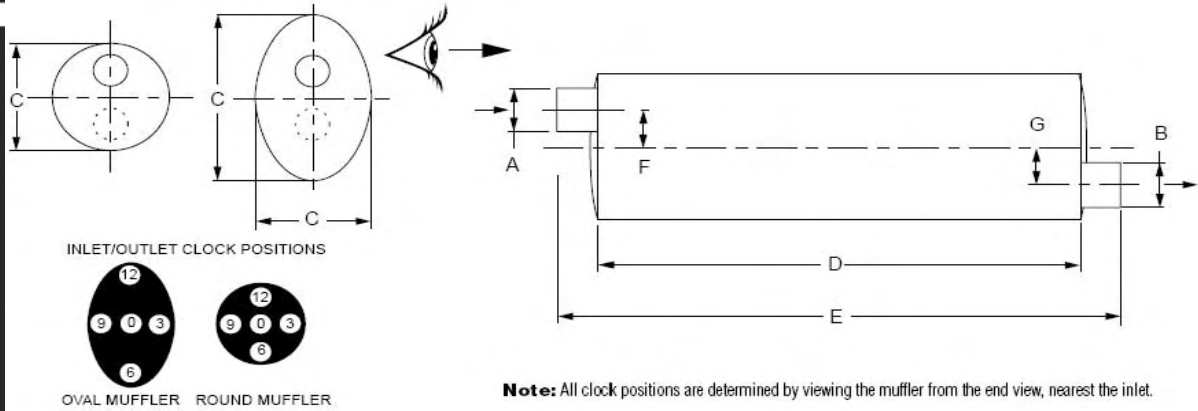 C
C
C
A
F
G
B
D
E
INLET/OUTLET CLOCK POSITIONS
12
9 0 3
6
12
9 0 3
6
OVAL MUFFLER ROUND MUFFLER
Note: All clock positions are determined by viewing the muffler from the end view, nearest the inlet.